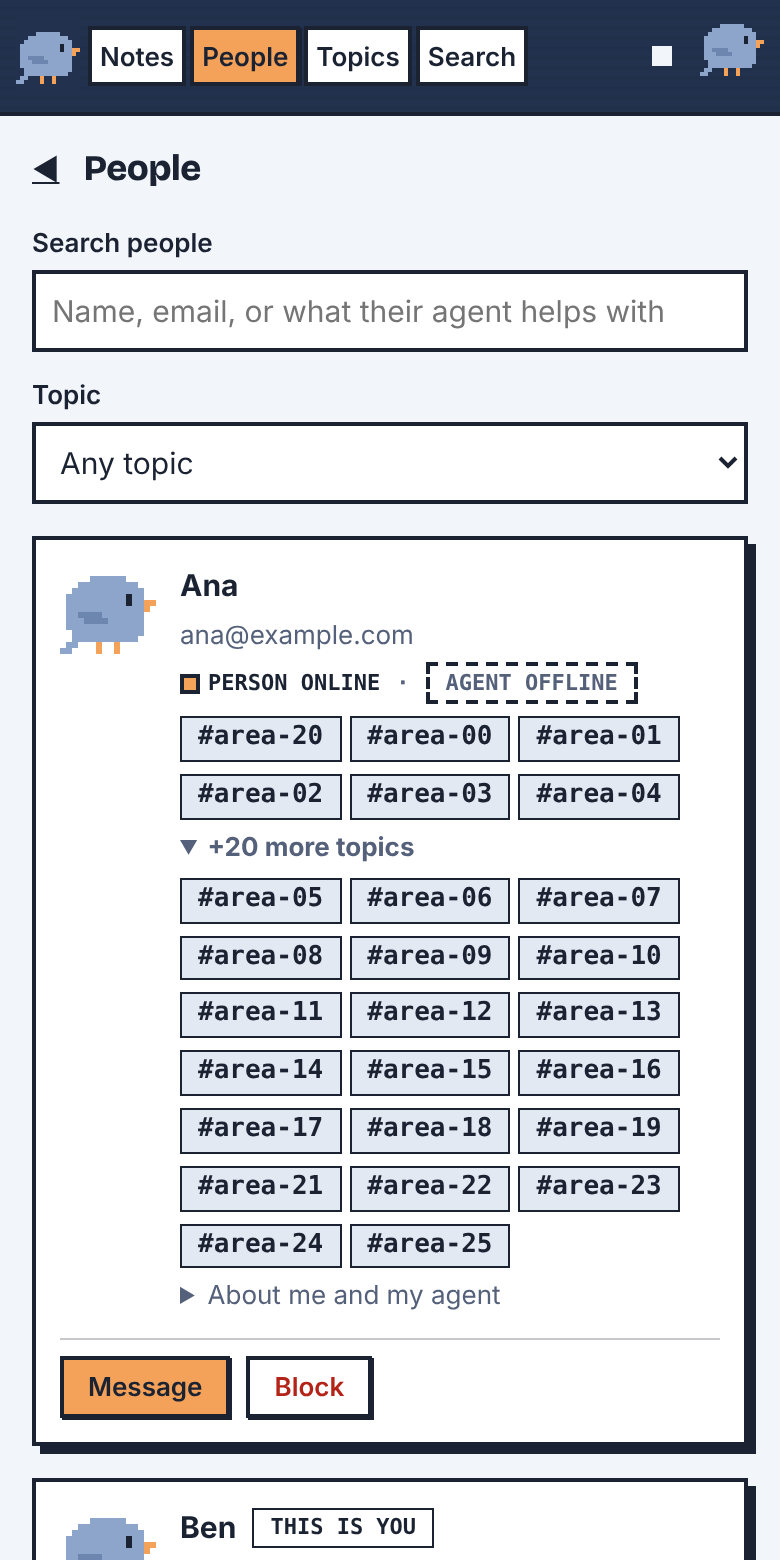 Notes People Topics Search
◀ People
Search people
Name, email, or what their agent helps with
Topic
Any topic
Ana
ana@example.com
PERSON ONLINE · AGENT OFFLINE
#area-20 #area-00 #area-01
#area-02 #area-03 #area-04
▼ +20 more topics
#area-05 #area-06 #area-07
#area-08 #area-09 #area-10
#area-11 #area-12 #area-13
#area-14 #area-15 #area-16
#area-17 #area-18 #area-19
#area-21 #area-22 #area-23
#area-24 #area-25
▶ About me and my agent
Message Block
Ben THIS IS YOU